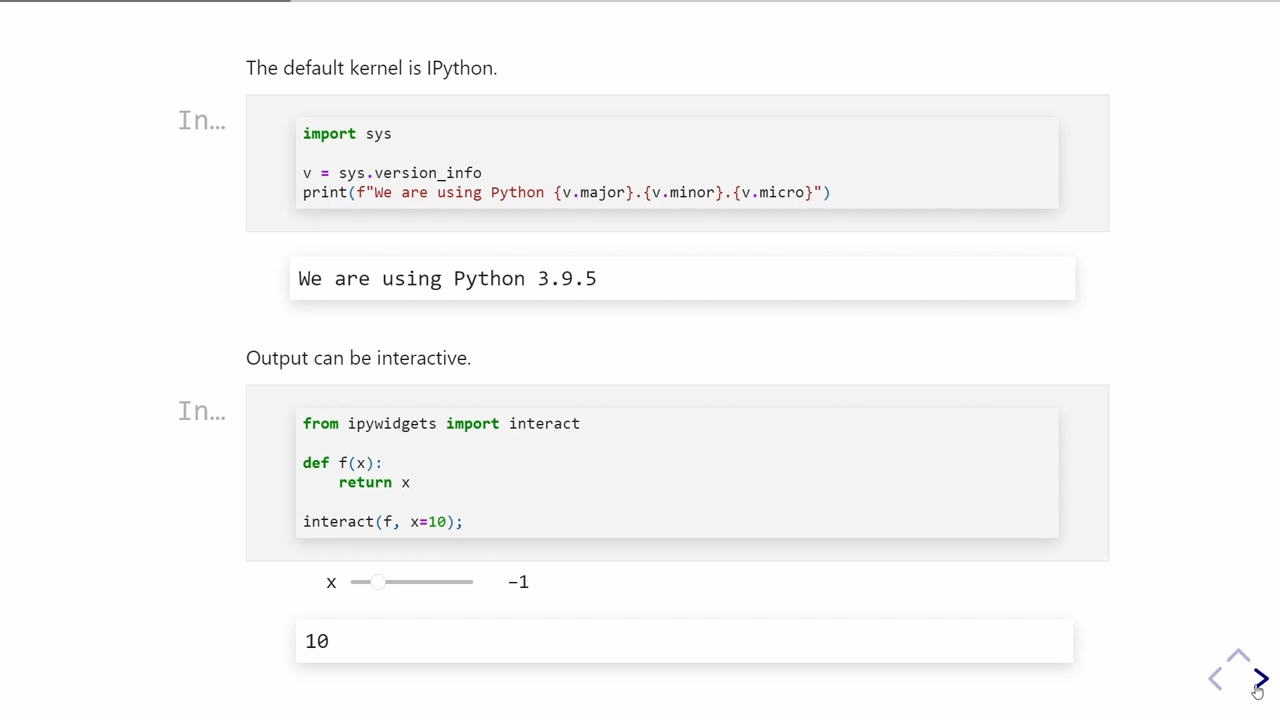 The default kernel is IPython.
In…
import sys
v = sys.version_info
print(f"We are using Python {v.major}.{v.minor}.{v.micro}")
We are using Python 3.9.5
Output can be interactive.
In…
from ipywidgets import interact
def f(x):
    return x
interact(f, x=10);
x −1
10